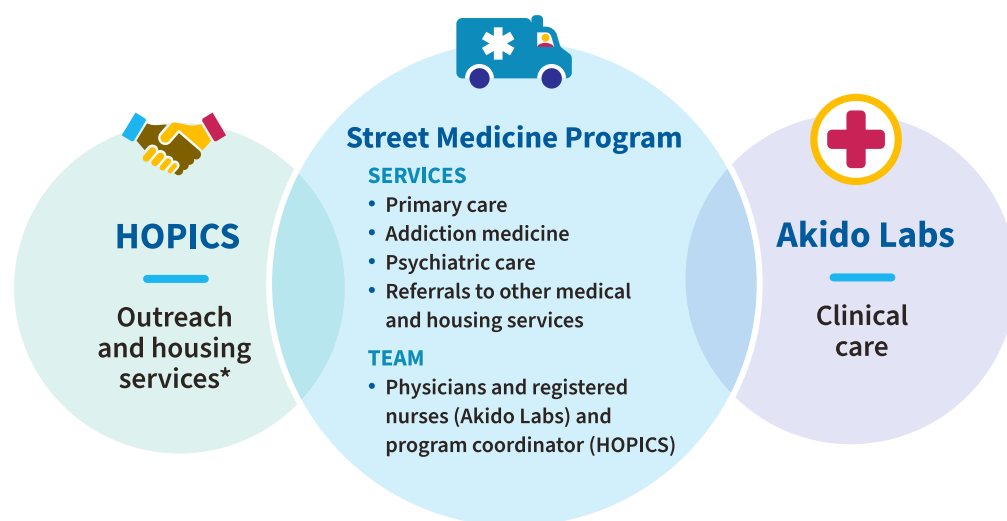 Street Medicine Program
SERVICES
• Primary care
• Addiction medicine
• Psychiatric care
• Referrals to other medical
and housing services
TEAM
• Physicians and registered
nurses (Akido Labs) and
program coordinator (HOPICS)
HOPICS
Outreach
and housing
services*
Akido Labs
Clinical
care